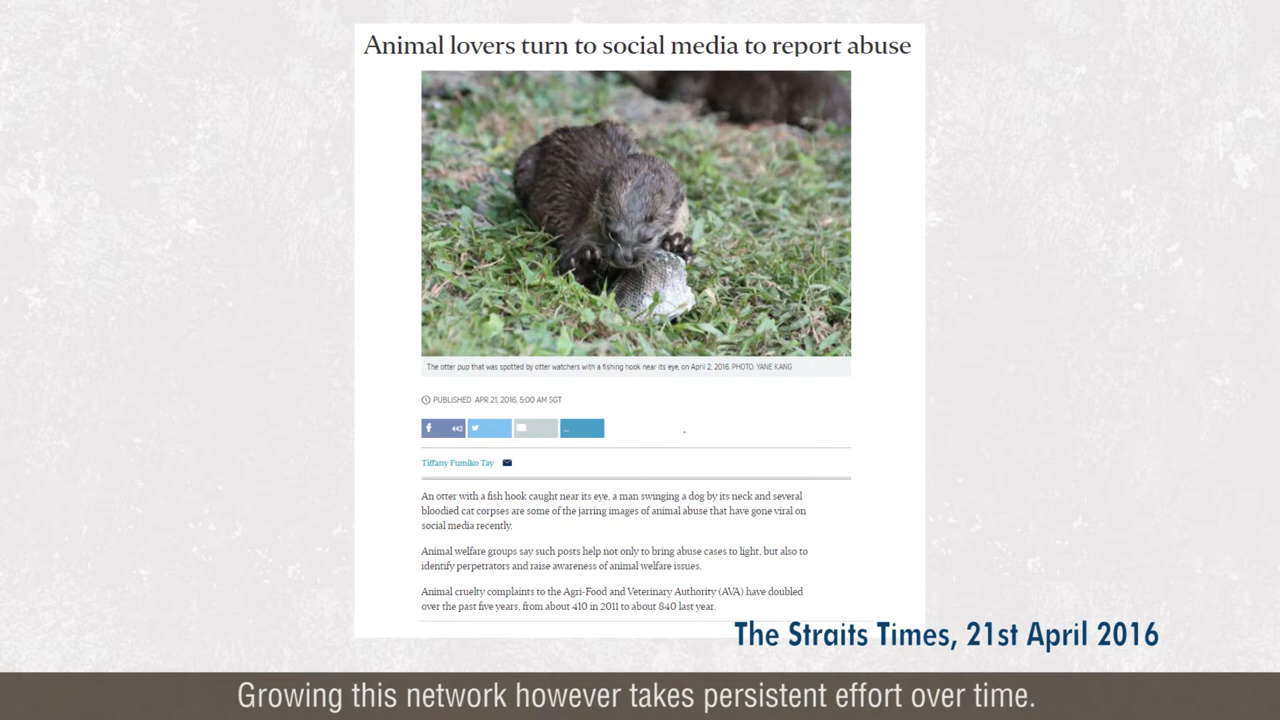 Animal lovers turn to social media to report abuse
The otter pup that was spotted by otter watchers with a fishing hook near its eye, on April 2, 2016. PHOTO: YANE KANG
PUBLISHED APR 21, 2016, 5:00 AM SGT
442
Tiffany Fumiko Tay
An otter with a fish hook caught near its eye, a man swinging a dog by its neck and several
bloodied cat corpses are some of the jarring images of animal abuse that have gone viral on
social media recently.
Animal welfare groups say such posts help not only to bring abuse cases to light, but also to
identify perpetrators and raise awareness of animal welfare issues.
Animal cruelty complaints to the Agri-Food and Veterinary Authority (AVA) have doubled
over the past five years, from about 410 in 2011 to about 840 last year.
The Straits Times, 21st April 2016
Growing this network however takes persistent effort over time.